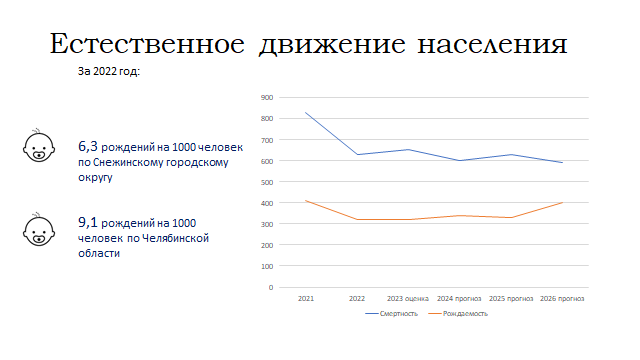 Естественное движение населения
За 2022 год:
6,3 рождений на 1000 человек
по Снежинскому городскому
округу
9,1 рождений на 1000
человек по Челябинской
области
900
800
700
600
500
400
300
200
100
0
2021 2022 2023 оценка 2024 прогноз 2025 прогноз 2026 прогноз
Смертность Рождаемость